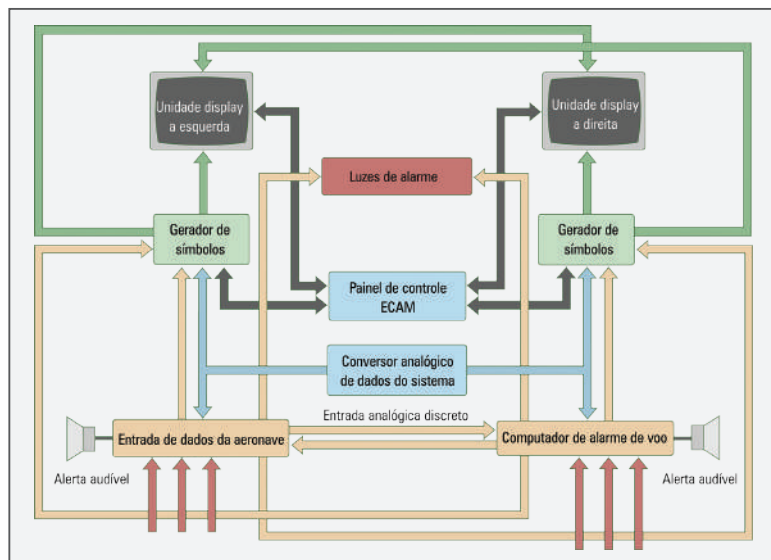 Unidade display
a esquerda
Unidade display
a direita
Luzes de alarme
Gerador de
símbolos
Gerador de
símbolos
Painel de controle
ECAM
Conversor analógico
de dados do sistema
Entrada analógica discreto
Entrada de dados da aeronave
Computador de alarme de voo
Alerta audível
Alerta audível